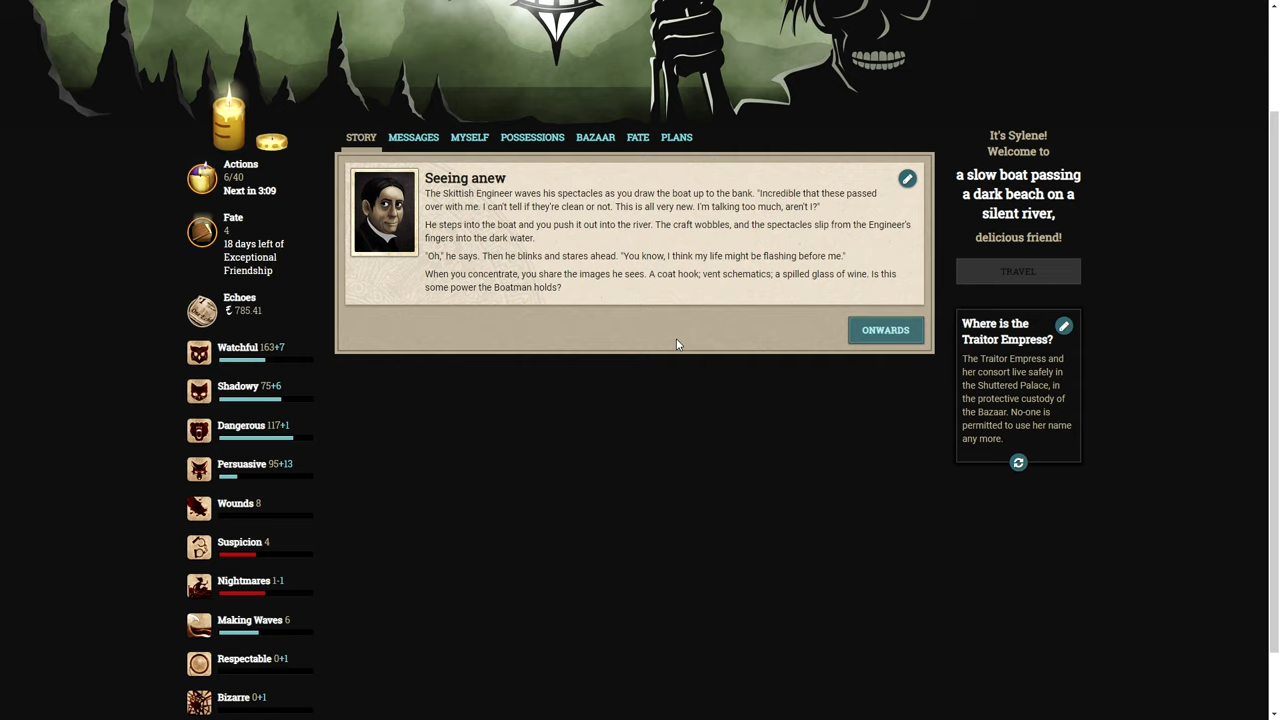 Actions
6/40
Next in 3:09
Fate
4
18 days left of
Exceptional
Friendship
Echoes
785.41
Watchful 163+7
Shadowy 75+6
Dangerous 117+1
Persuasive 95+13
Wounds 8
Suspicion 4
Nightmares 1-1
Making Waves 6
Respectable 0+1
Bizarre 0+1
STORY MESSAGES MYSELF POSSESSIONS BAZAAR FATE PLANS
Seeing anew
The Skittish Engineer waves his spectacles as you draw the boat up to the bank. "Incredible that these passed
over with me. I can't tell if they're clean or not. This is all very new. I'm talking too much, aren't I?"
He steps into the boat and you push it out into the river. The craft wobbles, and the spectacles slip from the Engineer's
fingers into the dark water.
"Oh," he says. Then he blinks and stares ahead. "You know, I think my life might be flashing before me."
When you concentrate, you share the images he sees. A coat hook; vent schematics; a spilled glass of wine. Is this
some power the Boatman holds?
ONWARDS
It's Sylene!
Welcome to
a slow boat passing
a dark beach on a
silent river,
delicious friend!
TRAVEL
Where is the
Traitor Empress?
The Traitor Empress and
her consort live safely in
the Shuttered Palace, in
the protective custody of
the Bazaar. No-one is
permitted to use her name
any more.